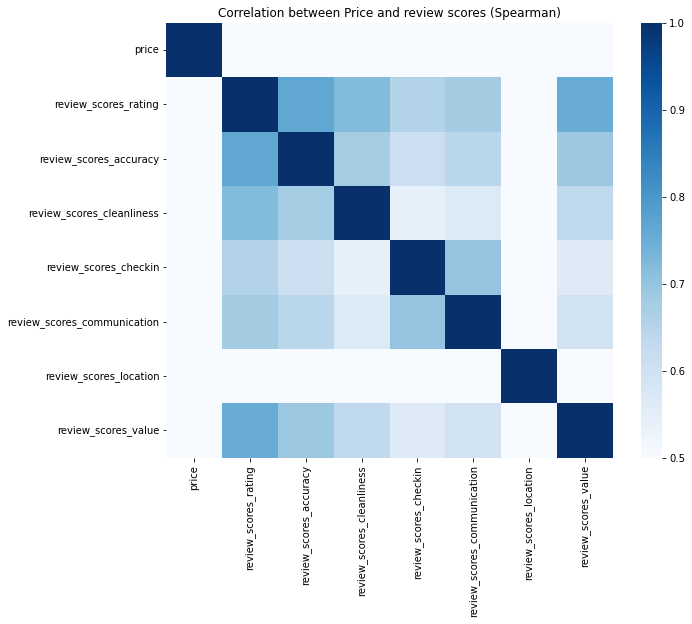 Correlation between Price and review scores (Spearman)
price
review_scores_rating
review_scores_accuracy
review_scores_cleanliness
review_scores_checkin
review_scores_communication
review_scores_location
review_scores_value
price
review_scores_rating
review_scores_accuracy
review_scores_cleanliness
review_scores_checkin
review_scores_communication
review_scores_location
review_scores_value
1.0
0.9
0.8
0.7
0.6
0.5